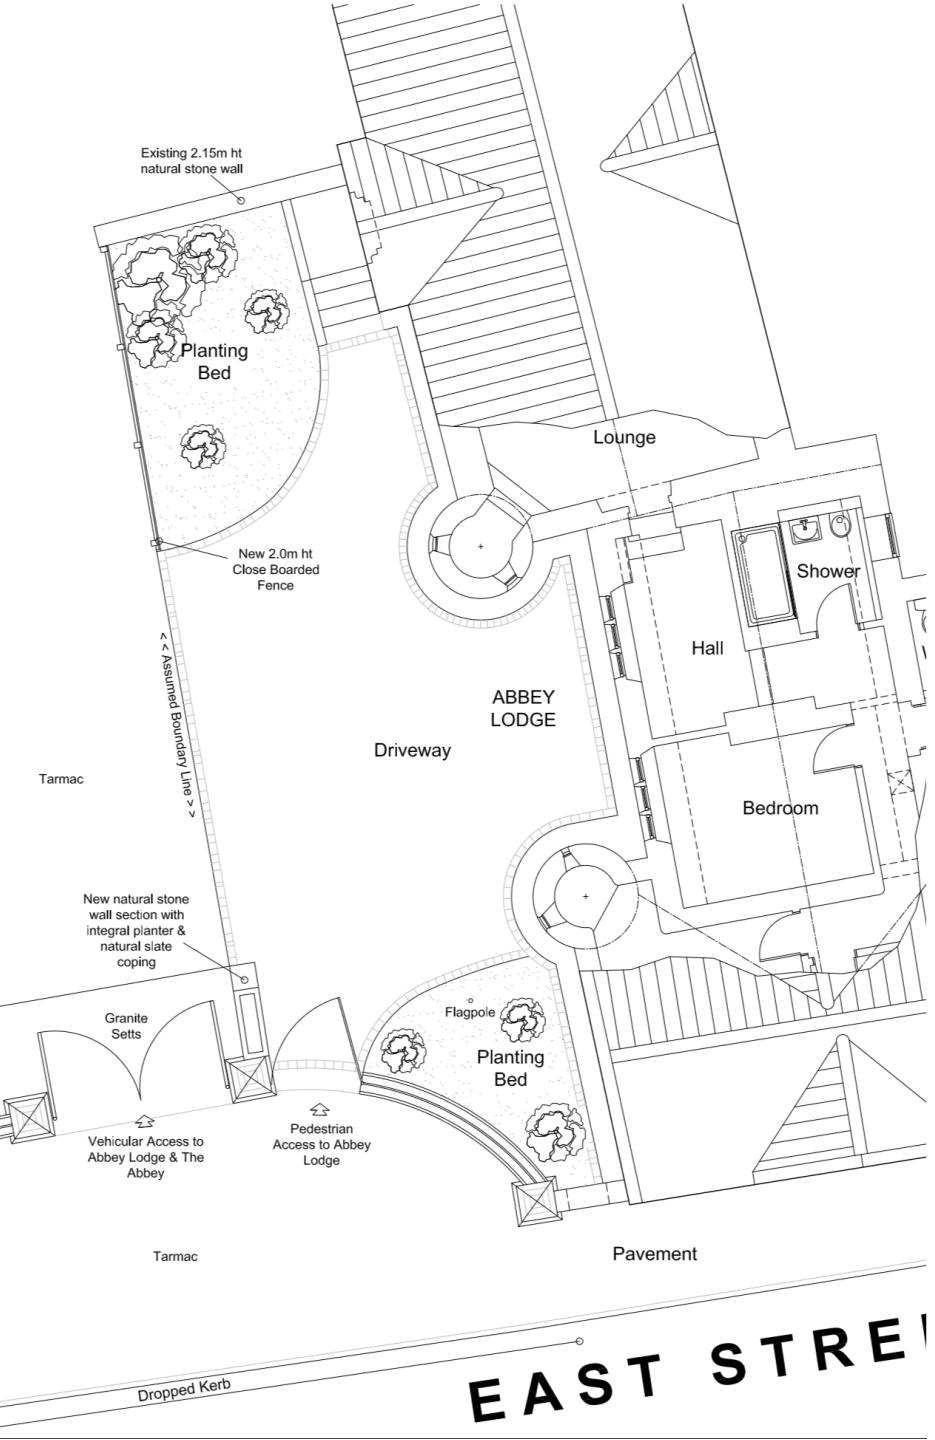 Existing 2.15m ht
natural stone wall
Planting
Bed
Lounge
New 2.0m ht
Close Boarded
Fence
Shower
Hall
< < Assumed Boundary Line > >
ABBEY
LODGE
Driveway
Tarmac
Bedroom
New natural stone
wall section with
integral planter &
natural slate
coping
Granite
Setts
Flagpole
Planting
Bed
Vehicular Access to
Abbey Lodge & The
Abbey
Pedestrian
Access to Abbey
Lodge
Tarmac
Pavement
Dropped Kerb
EAST STRE